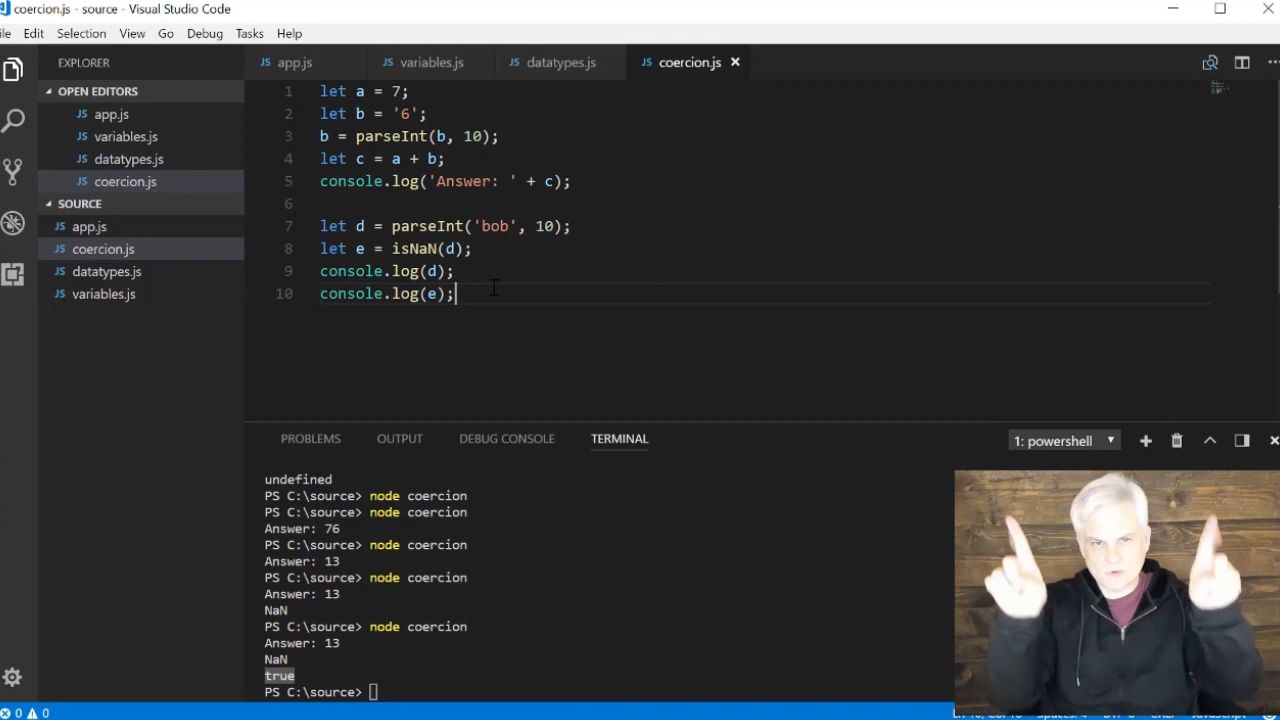 coercion.js - source - Visual Studio Code
Edit Selection View Go Debug Tasks Help
EXPLORER
OPEN EDITORS
JS app.js
JS variables.js
JS datatypes.js
JS coercion.js
SOURCE
JS app.js
JS coercion.js
JS datatypes.js
JS variables.js
JS app.js JS variables.js JS datatypes.js JS coercion.js
1 let a = 7;
2 let b = '6';
3 b = parseInt(b, 10);
4 let c = a + b;
5 console.log('Answer: ' + c);
6
7 let d = parseInt('bob', 10);
8 let e = isNaN(d);
9 console.log(d);
10 console.log(e);
PROBLEMS OUTPUT DEBUG CONSOLE TERMINAL 1: powershell
undefined
PS C:\source> node coercion
PS C:\source> node coercion
Answer: 76
PS C:\source> node coercion
Answer: 13
PS C:\source> node coercion
Answer: 13
NaN
PS C:\source> node coercion
Answer: 13
NaN
true
PS C:\source>
0 0